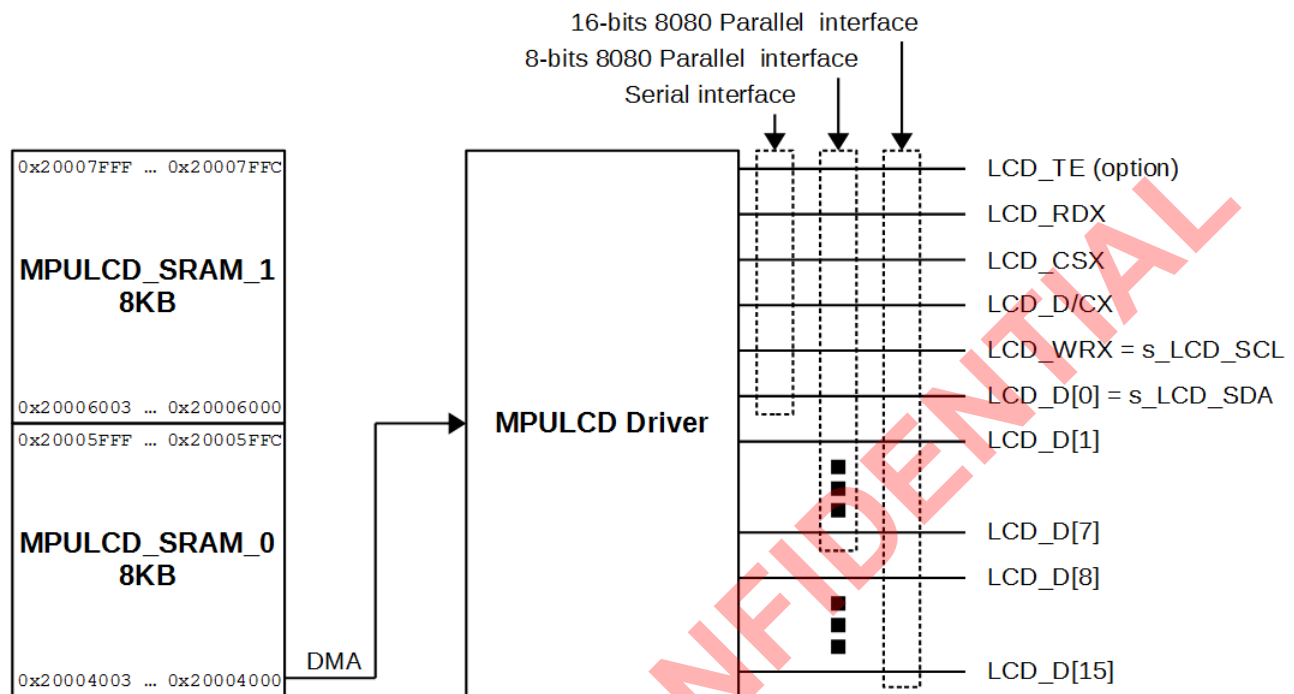 16-bits 8080 Parallel interface
8-bits 8080 Parallel interface
Serial interface
0x20007FFF … 0x20007FFC
MPULCD_SRAM_1
8KB
0x20006003 … 0x20006000
0x20005FFF … 0x20005FFC
MPULCD_SRAM_0
8KB
0x20004003 … 0x20004000
DMA
MPULCD Driver
LCD_TE (option)
LCD_RDX
LCD_CSX
LCD_D/CX
LCD_WRX = s_LCD_SCL
LCD_D[0] = s_LCD_SDA
LCD_D[1]
LCD_D[7]
LCD_D[8]
LCD_D[15]
NFIDENTIAL